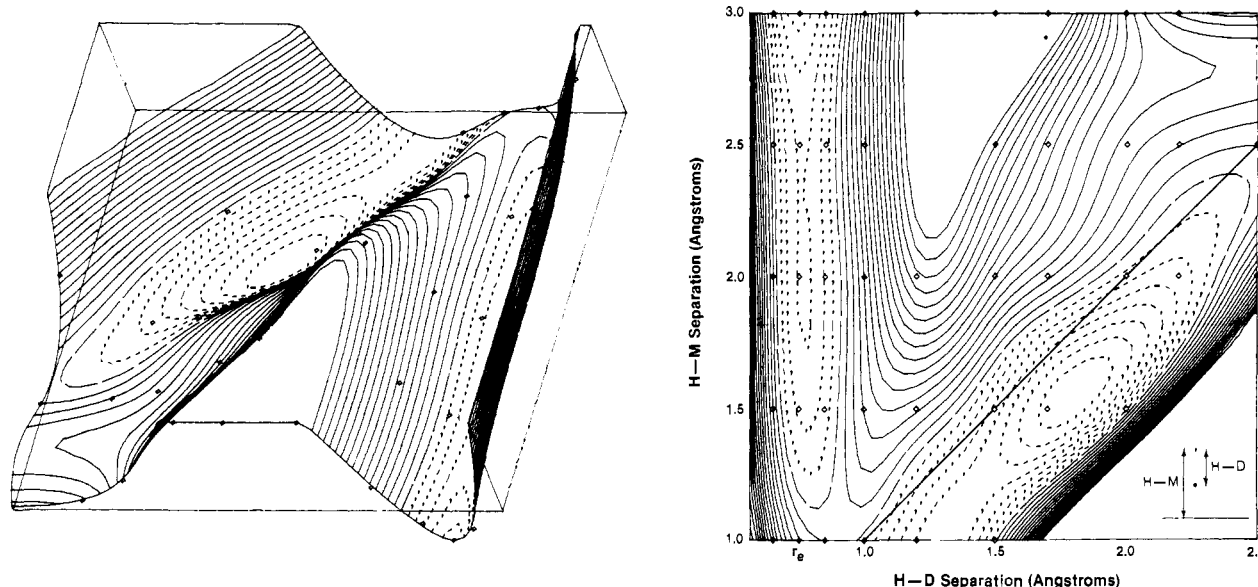 3.0
2.5
2.0
1.5
1.0
H—M Separation (Angstroms)
H—M
H—D
r_e
1.0
1.5
2.0
2.
H—D Separation (Angstroms)